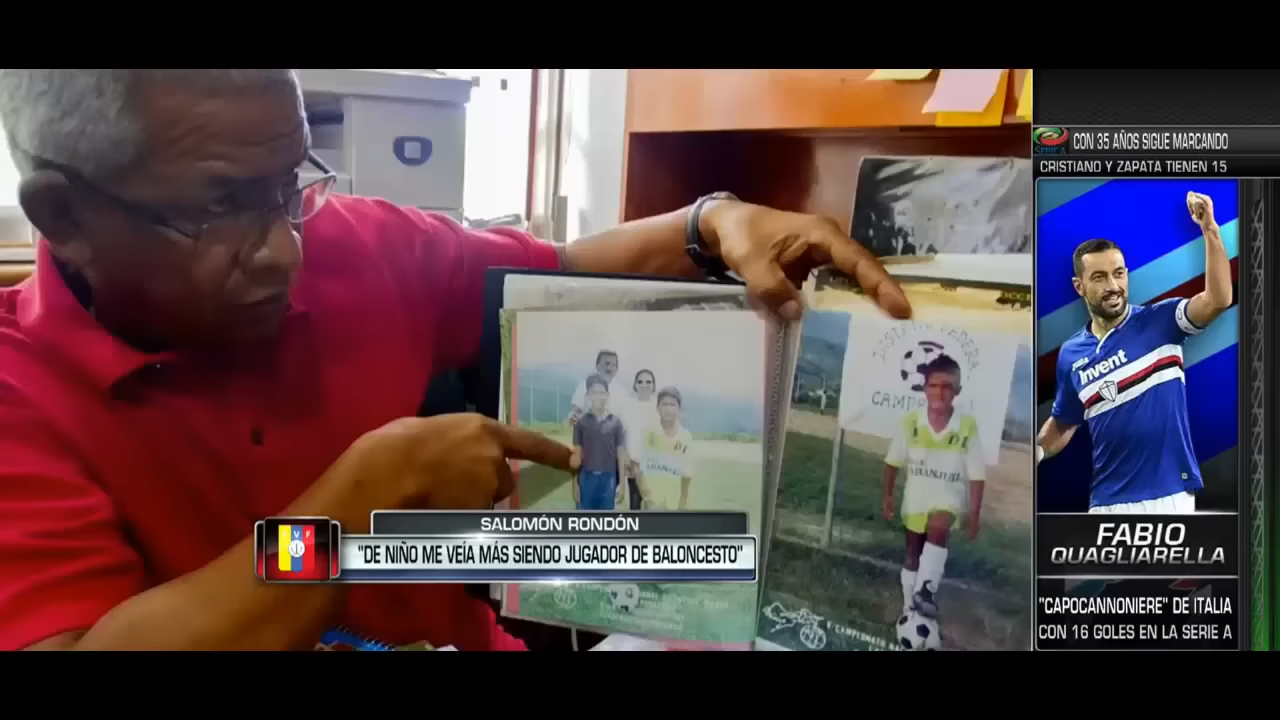 CAMP
SALOMÓN RONDÓN
"DE NIÑO ME VEÍA MÁS SIENDO JUGADOR DE BALONCESTO"
CON 35 AÑOS SIGUE MARCANDO
CRISTIANO Y ZAPATA TIENEN 15
Invent
FABIO
QUAGLIARELLA
"CAPOCANNONIERE" DE ITALIA
CON 16 GOLES EN LA SERIE A